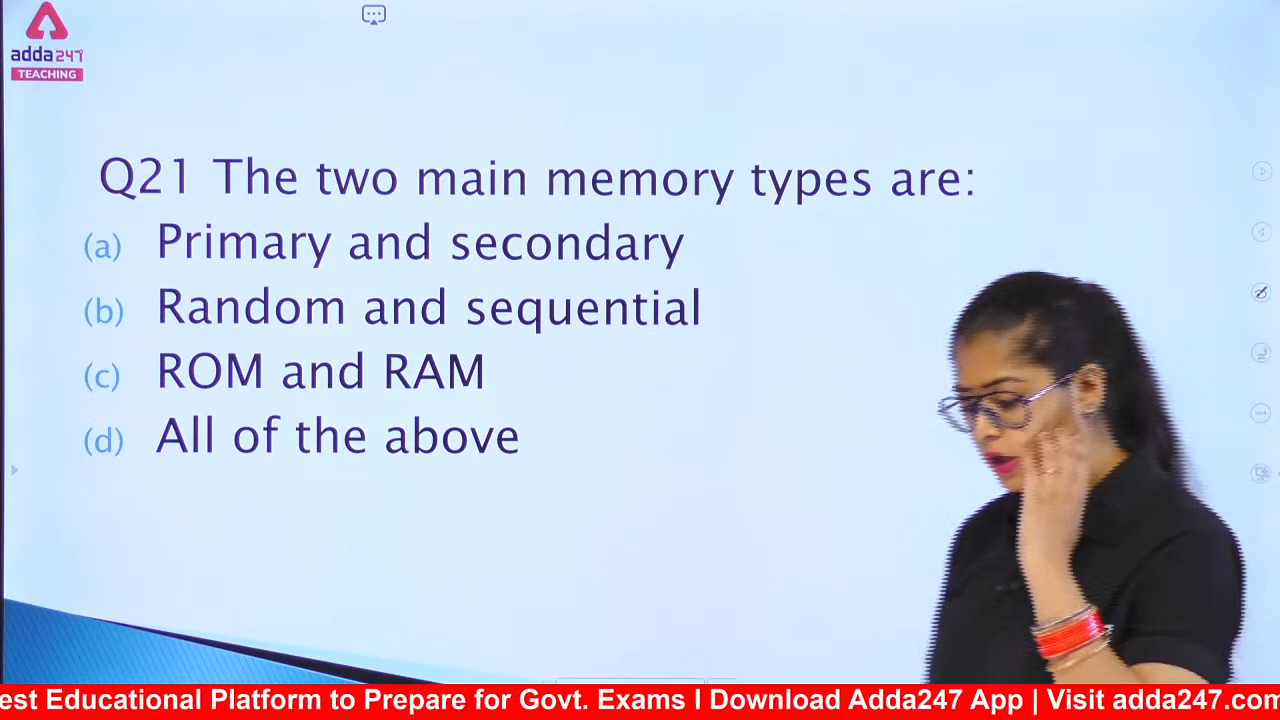 adda247
TEACHING
Q21 The two main memory types are:
(a) Primary and secondary
(b) Random and sequential
(c) ROM and RAM
(d) All of the above
est Educational Platform to Prepare for Govt. Exams I Download Adda247 App | Visit adda247.com